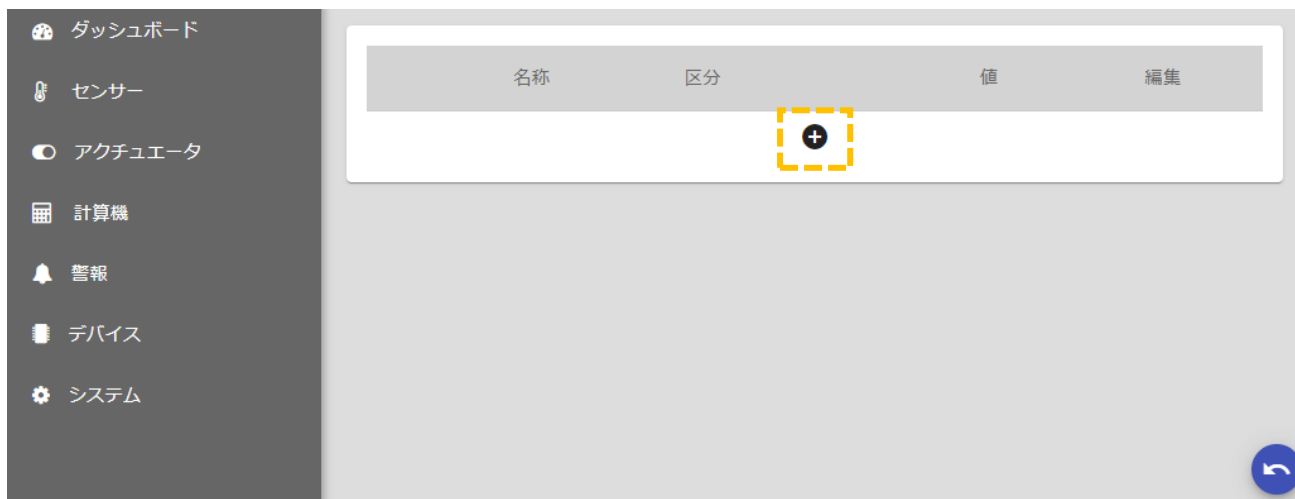 ダッシュボード
センサー
アクチュエータ
計算機
警報
デバイス
システム
名称 区分 値 編集